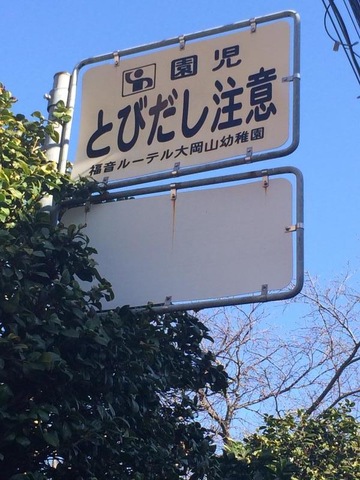 園児
とびだし注意
福音ルーテル大岡山幼稚園